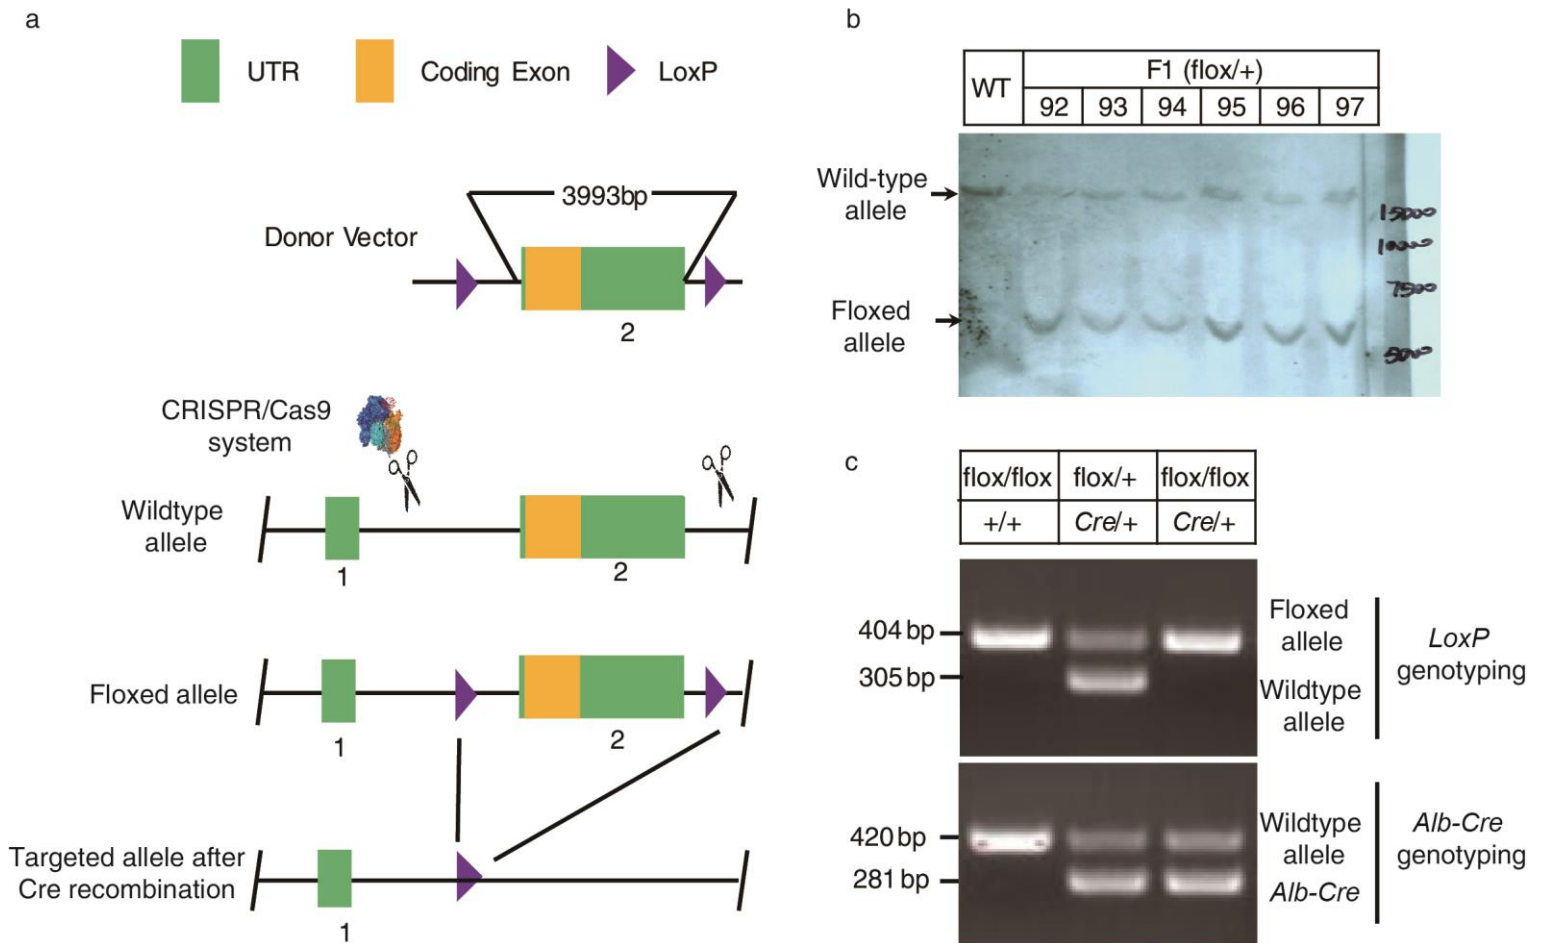 a
UTR
Coding Exon
LoxP
3993bp
Donor Vector
2
CRISPR/Cas9
system
Wildtype
allele
1
2
Floxed allele
1
2
Targeted allele after
Cre recombination
1
b
WT
F1 (flox/+)
92 93 94 95 96 97
Wild-type
allele
Floxed
allele
15000
10000
7500
5000
c
flox/flox flox/+ flox/flox
+/+ Cre/+ Cre/+
404 bp
305 bp
Floxed
allele
Wildtype
allele
LoxP
genotyping
420 bp
281 bp
Wildtype
allele
Alb-Cre
Alb-Cre
genotyping